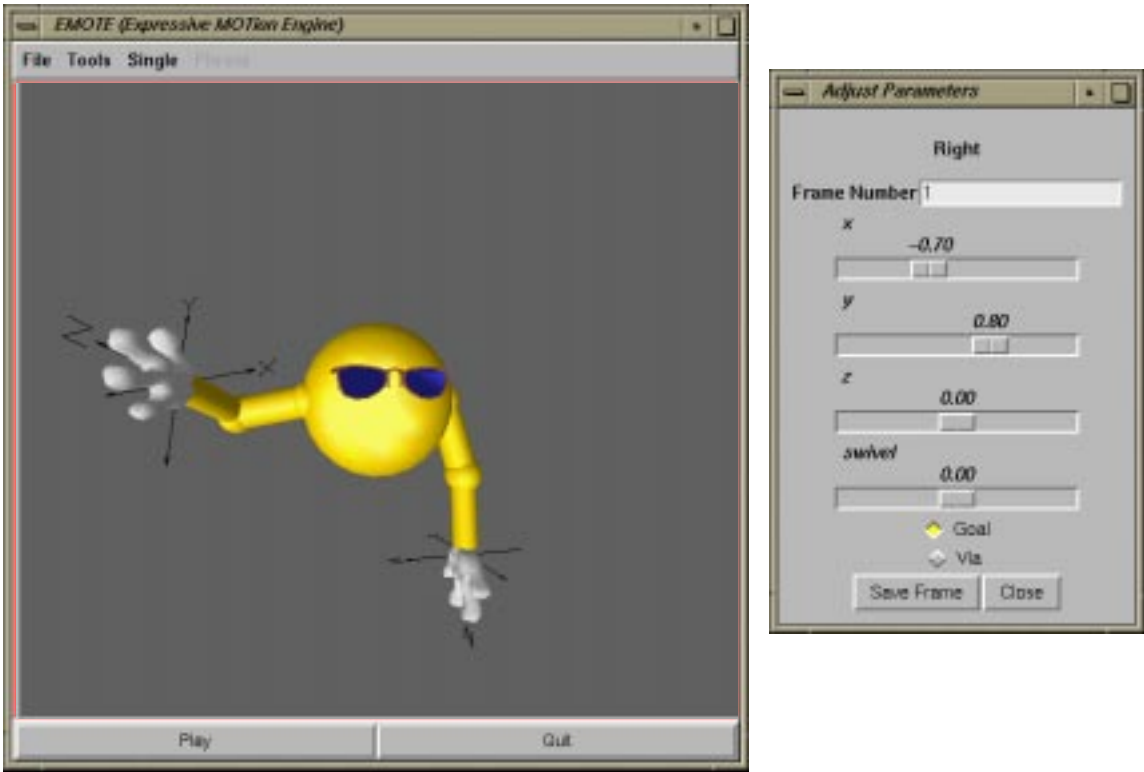 EMOTE (Expressive MOTion Engine)
File Tools Single
Z
Y
X
Play
Quit
Adjust Parameters
Right
Frame Number 1
x
-0.70
y
0.80
z
0.00
swivel
0.00
Goal
Via
Save Frame
Close